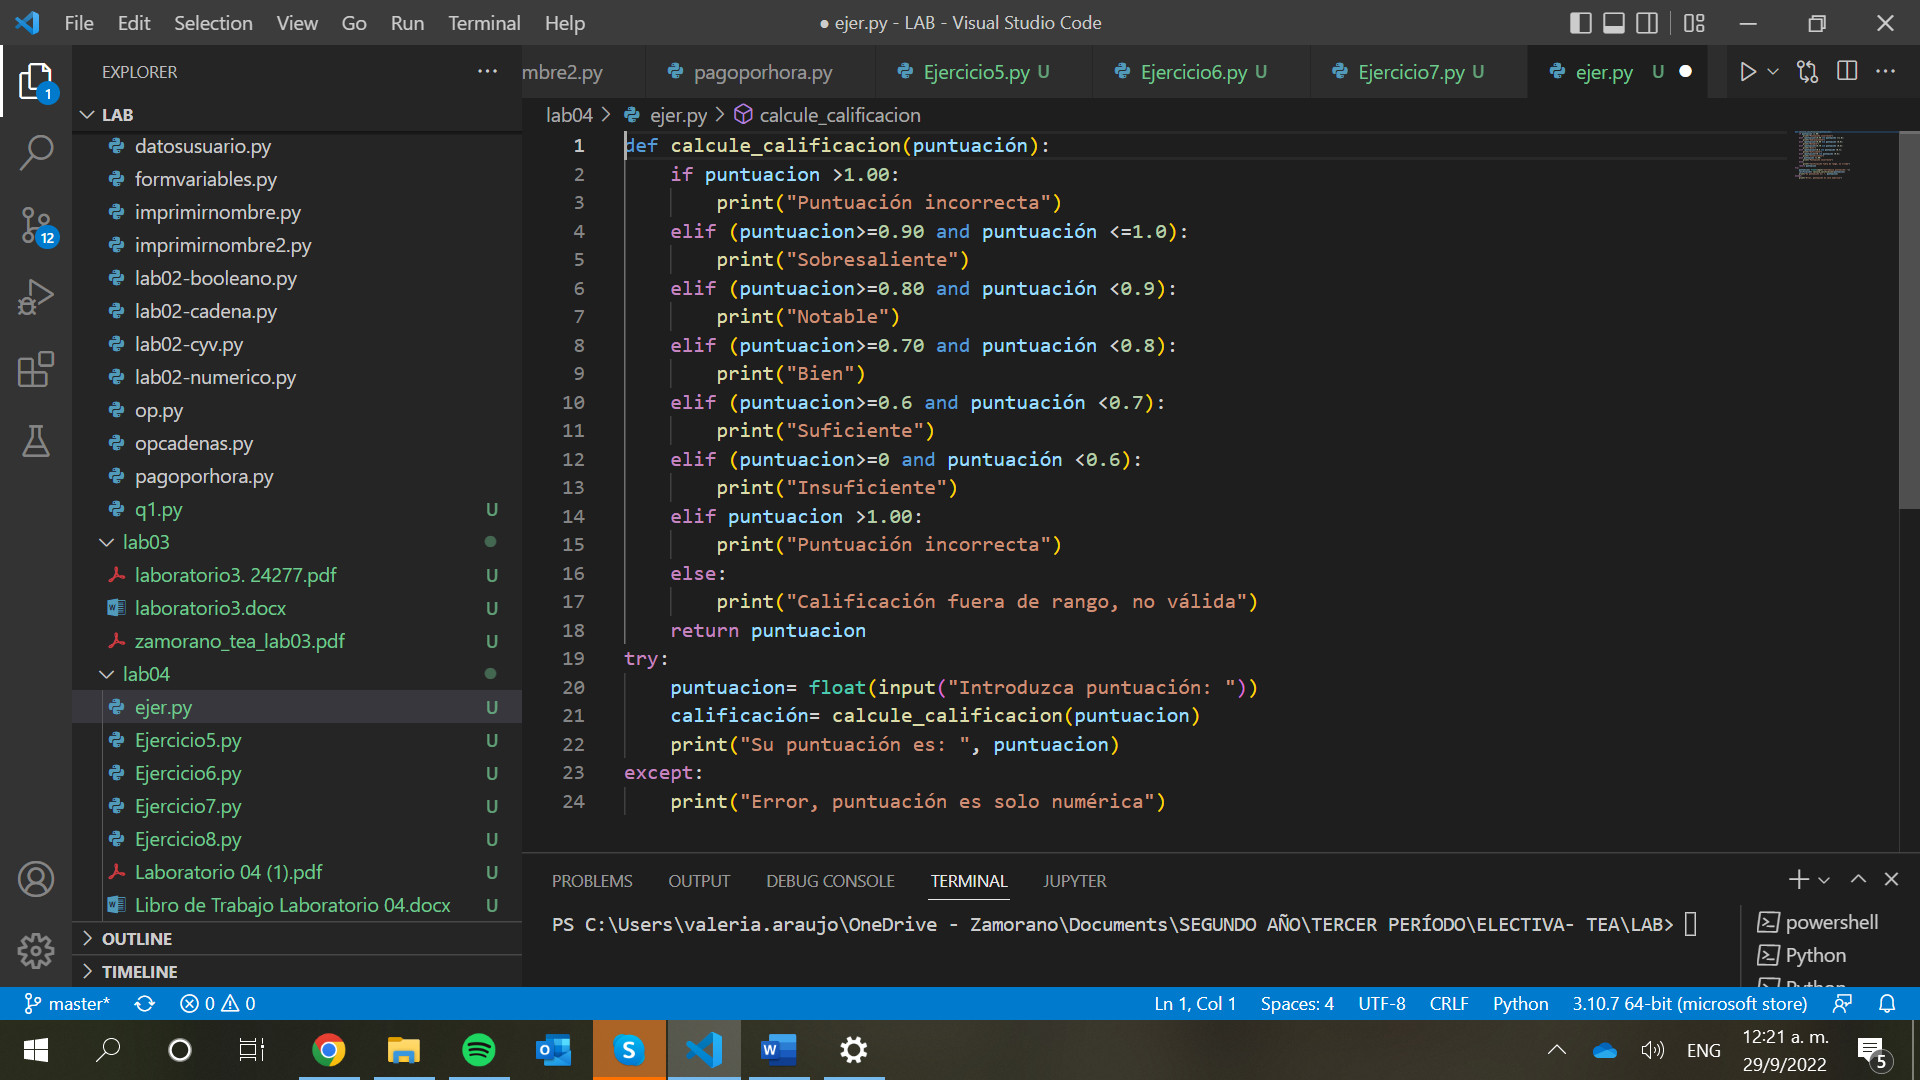 File Edit Selection View Go Run Terminal Help
● ejer.py - LAB - Visual Studio Code
EXPLORER
LAB
datosusuario.py
formvariables.py
imprimirnombre.py
imprimirnombre2.py
lab02-booleano.py
lab02-cadena.py
lab02-cyv.py
lab02-numerico.py
op.py
opcadenas.py
pagoporhora.py
q1.py U
lab03
laboratorio3. 24277.pdf U
laboratorio3.docx U
zamorano_tea_lab03.pdf U
lab04
ejer.py U
Ejercicio5.py U
Ejercicio6.py U
Ejercicio7.py U
Ejercicio8.py U
Laboratorio 04 (1).pdf U
Libro de Trabajo Laboratorio 04.docx U
OUTLINE
TIMELINE
1
12
mbre2.py pagoporhora.py Ejercicio5.py U Ejercicio6.py U Ejercicio7.py U ejer.py U
lab04 > ejer.py > calcule_calificacion
1 def calcule_calificacion(puntuación):
2 if puntuacion >1.00:
3 print("Puntuación incorrecta")
4 elif (puntuacion>=0.90 and puntuación <=1.0):
5 print("Sobresaliente")
6 elif (puntuacion>=0.80 and puntuación <0.9):
7 print("Notable")
8 elif (puntuacion>=0.70 and puntuación <0.8):
9 print("Bien")
10 elif (puntuacion>=0.6 and puntuación <0.7):
11 print("Suficiente")
12 elif (puntuacion>=0 and puntuación <0.6):
13 print("Insuficiente")
14 elif puntuacion >1.00:
15 print("Puntuación incorrecta")
16 else:
17 print("Calificación fuera de rango, no válida")
18 return puntuacion
19 try:
20 puntuacion= float(input("Introduzca puntuación: "))
21 calificación= calcule_calificacion(puntuacion)
22 print("Su puntuación es: ", puntuacion)
23 except:
24 print("Error, puntuación es solo numérica")
PROBLEMS OUTPUT DEBUG CONSOLE TERMINAL JUPYTER
PS C:\Users\valeria.araujo\OneDrive - Zamorano\Documents\SEGUNDO AÑO\TERCER PERÍODO\ELECTIVA- TEA\LAB>
powershell
Python
Python
master* 0 0
Ln 1, Col 1 Spaces: 4 UTF-8 CRLF Python 3.10.7 64-bit (microsoft store)
ENG
12:21 a. m.
29/9/2022
5